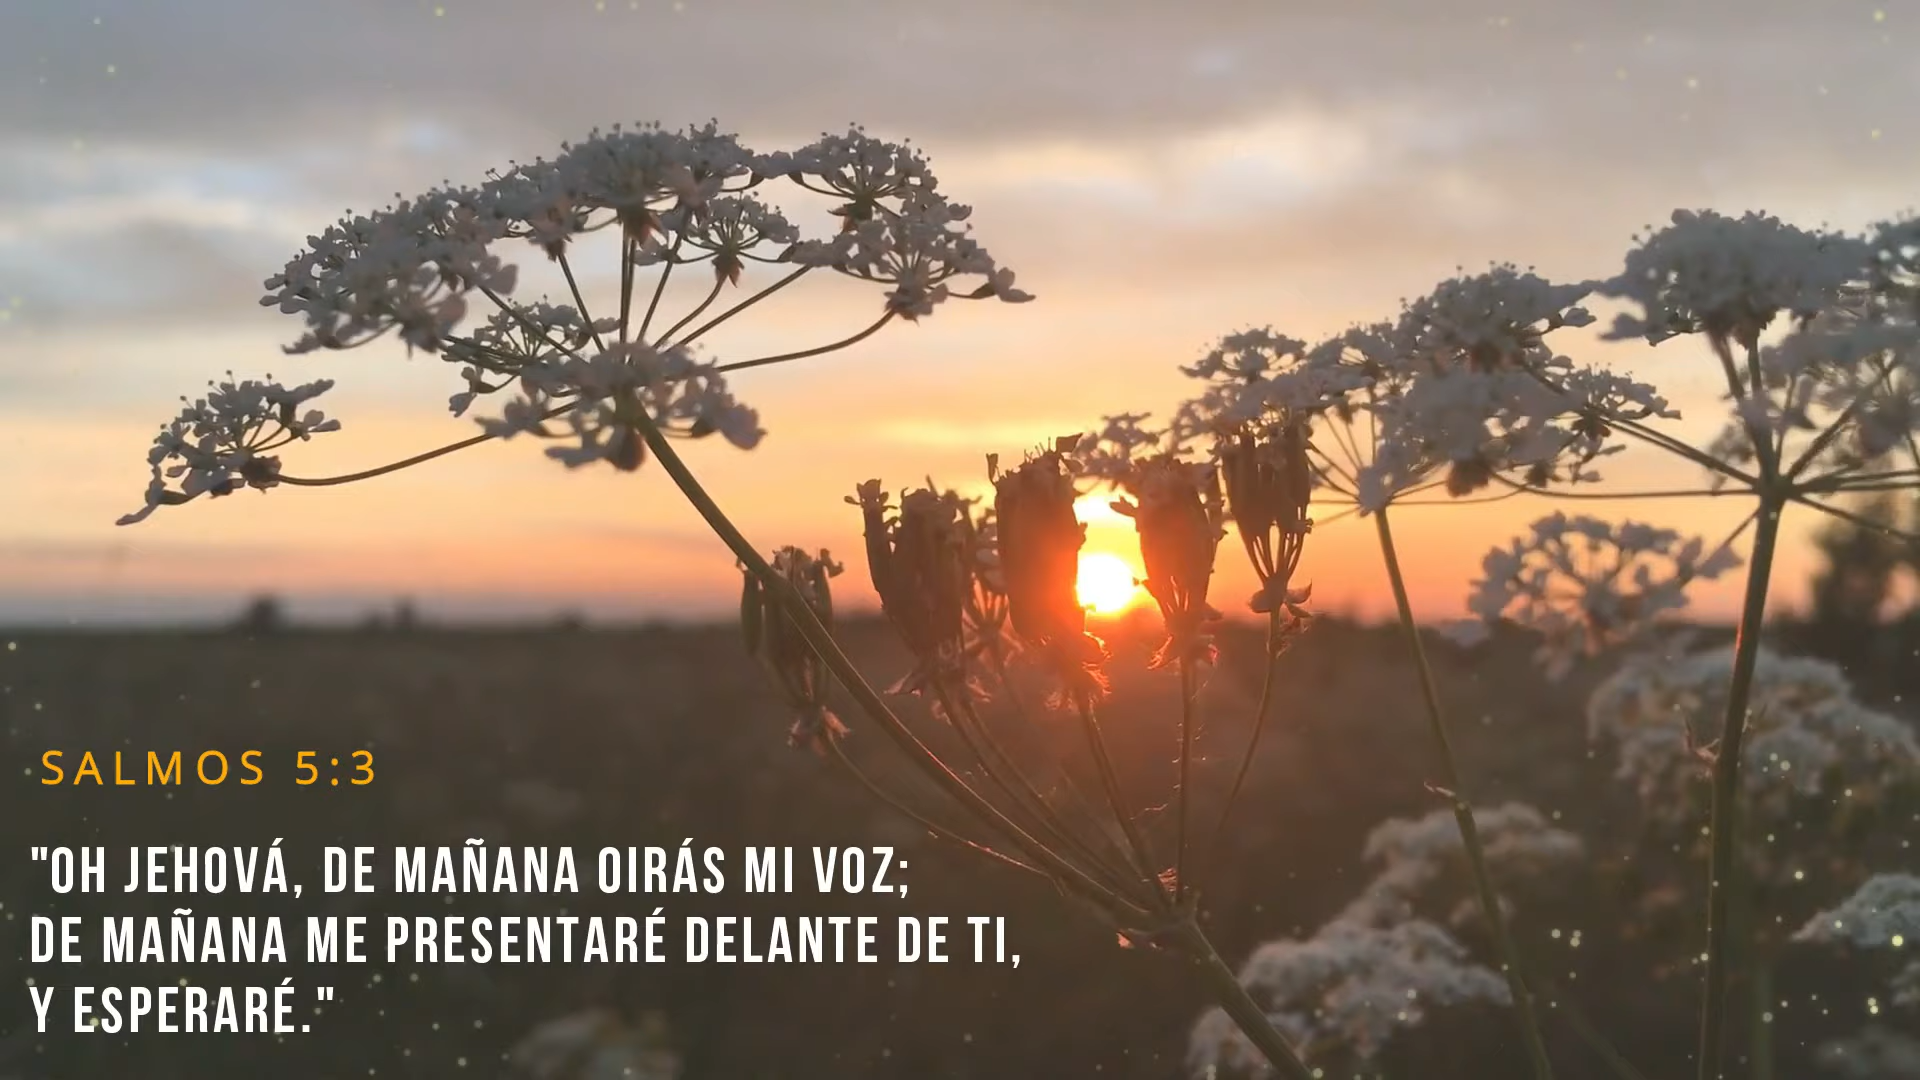 SALMOS 5:3
"OH JEHOVÁ, DE MAÑANA OIRÁS MI VOZ;
DE MAÑANA ME PRESENTARÉ DELANTE DE TI,
Y ESPERARÉ."